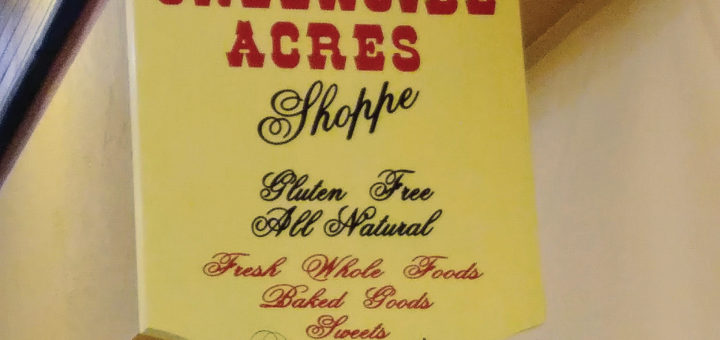 ACRES
Shoppe
Gluten Free
All Natural
Fresh Whole Foods
Baked Goods
Sweets